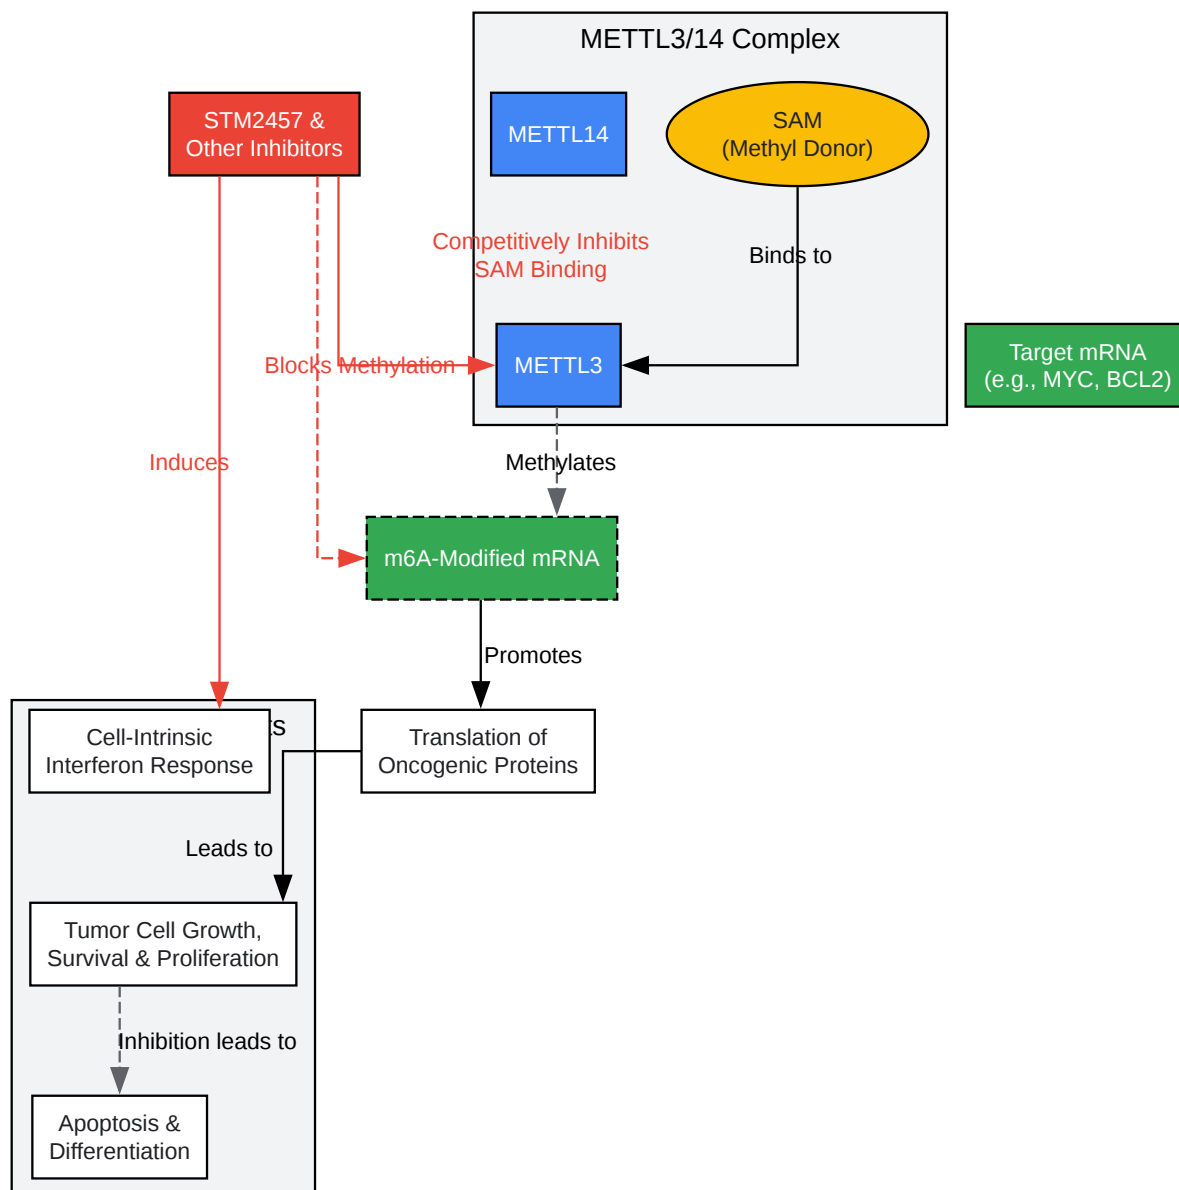 METTL3/14 Complex
STM2457 &
Other Inhibitors
METTL14
SAM
(Methyl Donor)
Competitively Inhibits
SAM Binding
Binds to
Blocks Methylation
METTL3
Target mRNA
(e.g., MYC, BCL2)
Induces
Methylates
m6A-Modified mRNA
Promotes
Cell-Intrinsic
Interferon Response
Translation of
Oncogenic Proteins
Leads to
Tumor Cell Growth,
Survival & Proliferation
Inhibition leads to
Apoptosis &
Differentiation